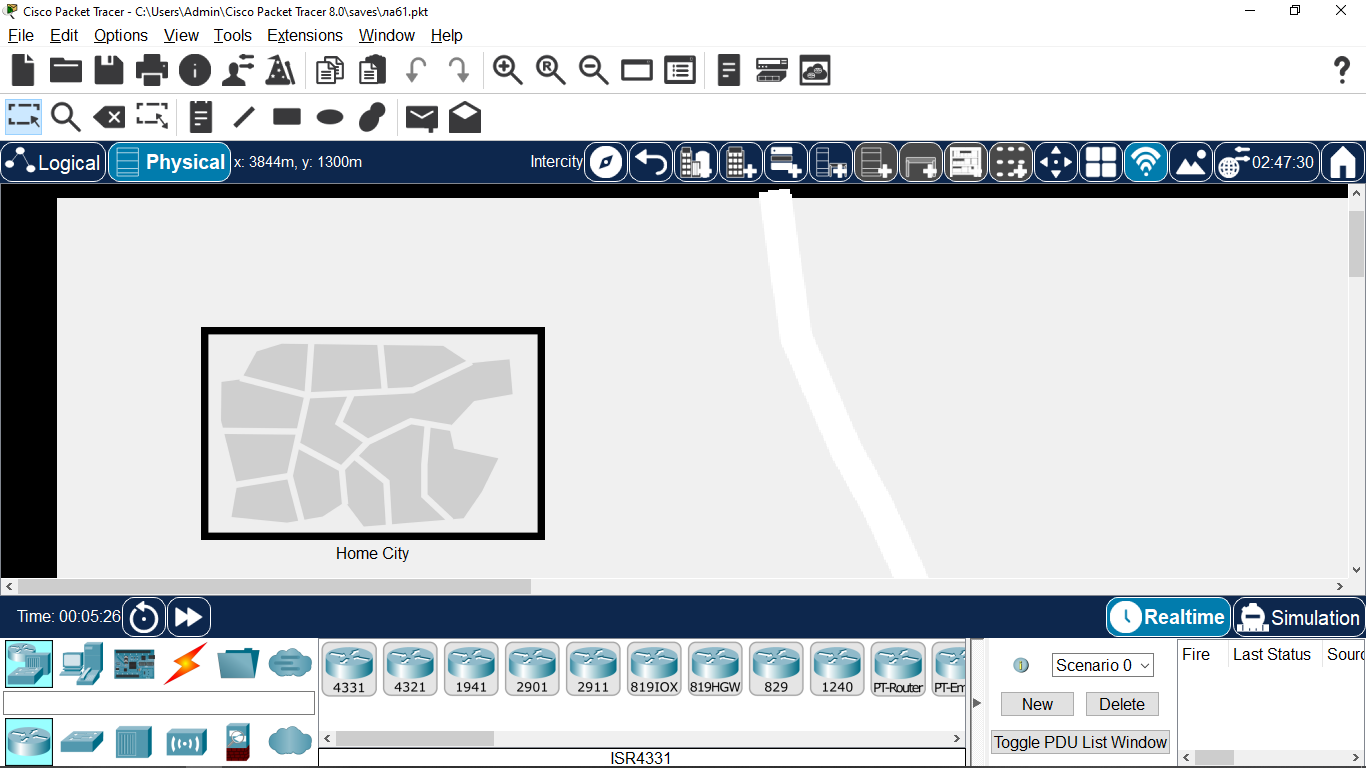 Cisco Packet Tracer - C:\Users\Admin\Cisco Packet Tracer 8.0\saves\ла61.pkt
File Edit Options View Tools Extensions Window Help
Logical Physical x: 3844m, y: 1300m Intercity 02:47:30
Home City
Time: 00:05:26 Realtime Simulation
4331 4321 1941 2901 2911 819IOX 819HGW 829 1240 PT-Router PT-Em
ISR4331
1 Scenario 0
New Delete
Toggle PDU List Window
Fire Last Status Sourc